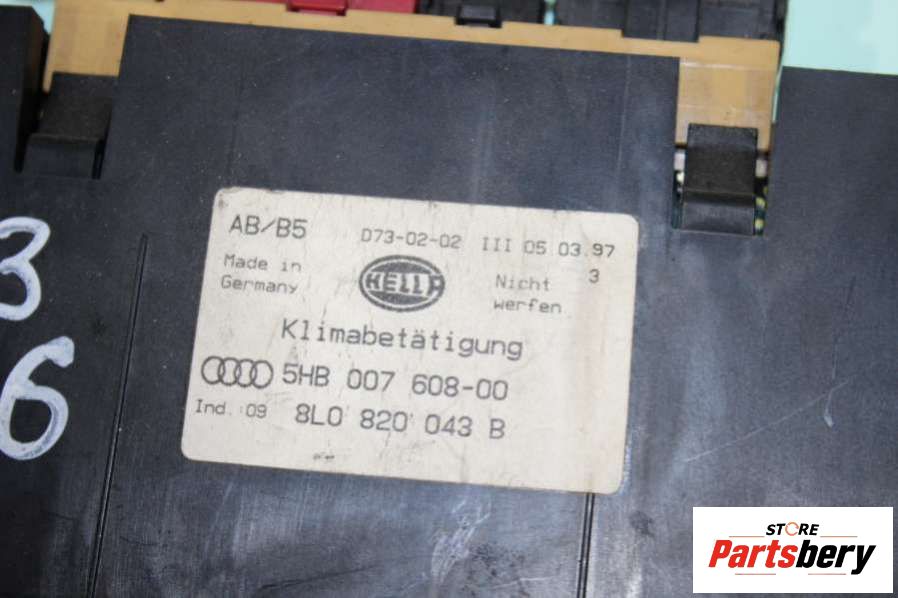 AB/B5 D73-02-02 III 05 03.97
3
Made in
Germany
HELLA
Nicht
werfen
Klimabetätigung
5HB 007 608-00
Ind.:09 8L0 820 043 B
3
6
STORE
Partsbery